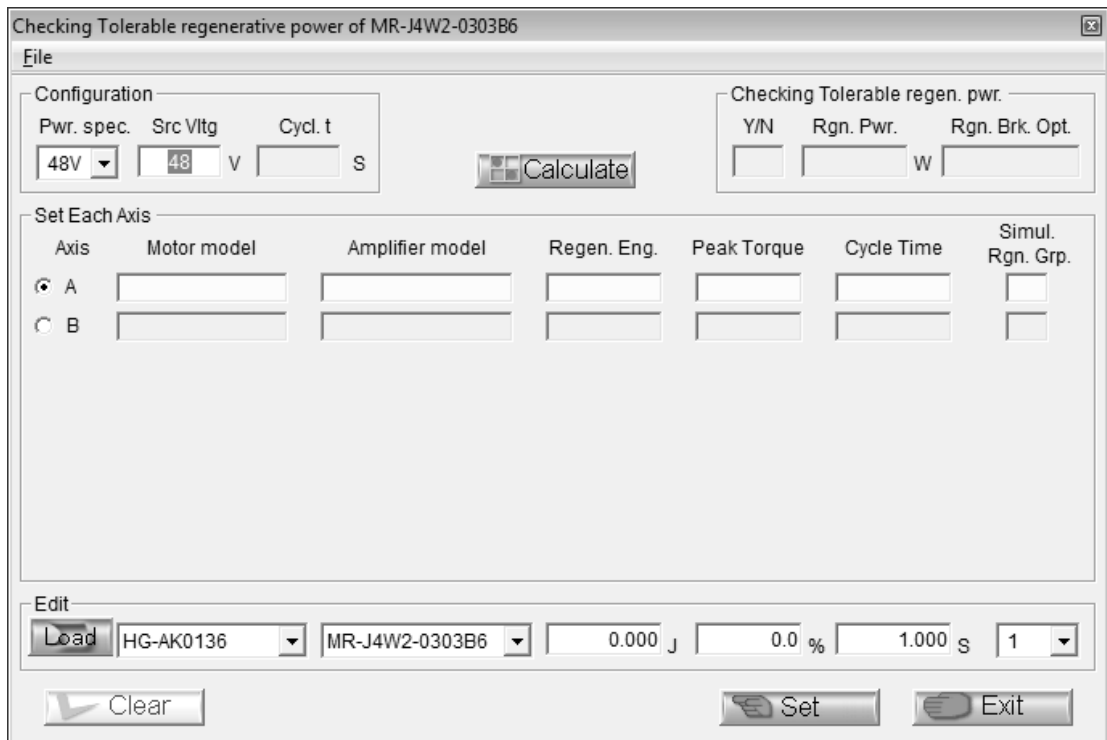 Checking Tolerable regenerative power of MR-J4W2-0303B6
File
Configuration
Pwr. spec. Src Vltg Cycl. t
48V 48 V S
Calculate
Checking Tolerable regen. pwr.
Y/N Rgn. Pwr. Rgn. Brk. Opt.
W
Set Each Axis
Axis Motor model Amplifier model Regen. Eng. Peak Torque Cycle Time Simul. Rgn. Grp.
A
B
Edit
Load HG-AK0136 MR-J4W2-0303B6 0.000 J 0.0 % 1.000 S 1
Clear Set Exit